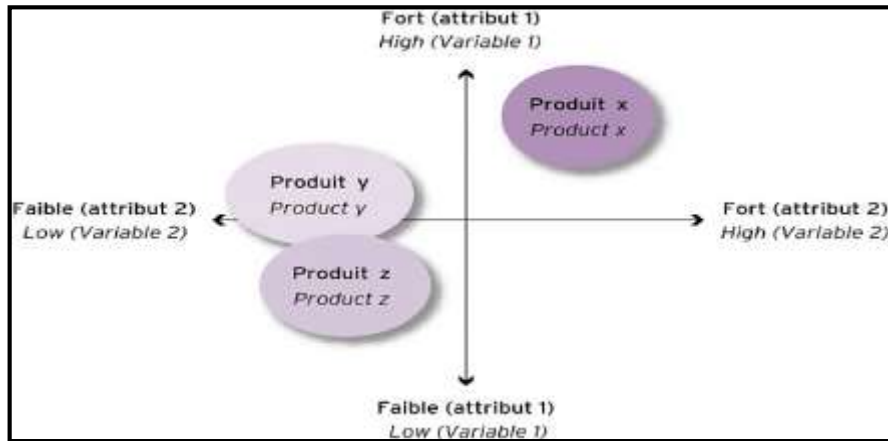 Fort (attribut 1)
High (Variable 1)
Produit x
Product x
Produit y
Product y
Faible (attribut 2)
Low (Variable 2)
Fort (attribut 2)
High (Variable 2)
Produit z
Product z
Faible (attribut 1)
Low (Variable 1)